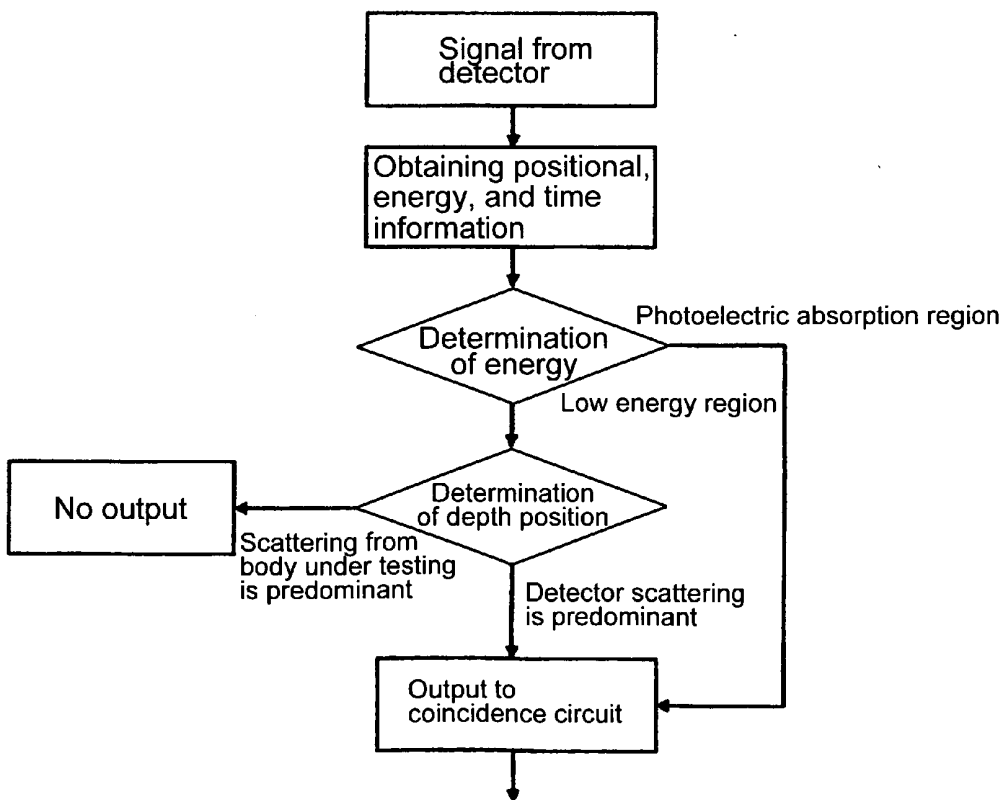 Signal from
detector
Obtaining positional,
energy, and time
information
Photoelectric absorption region
Determination
of energy
Low energy region
Determination
of depth position
No output
Scattering from
body under testing
is predominant
Detector scattering
is predominant
Output to
coincidence circuit